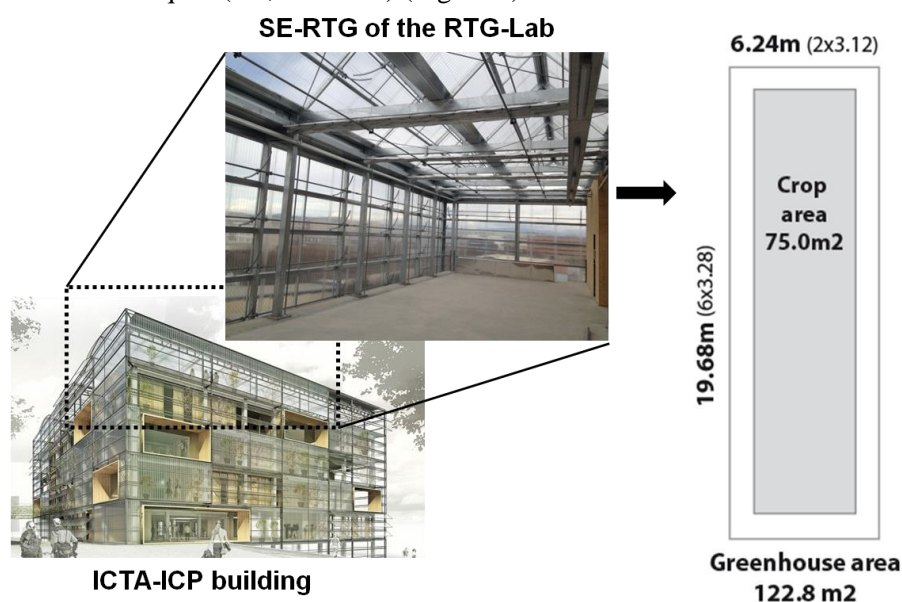 SE-RTG of the RTG-Lab
6.24m (2x3.12)
Crop
area
75.0m2
19.68m (6x3.28)
Greenhouse area
122.8 m2
ICTA-ICP building